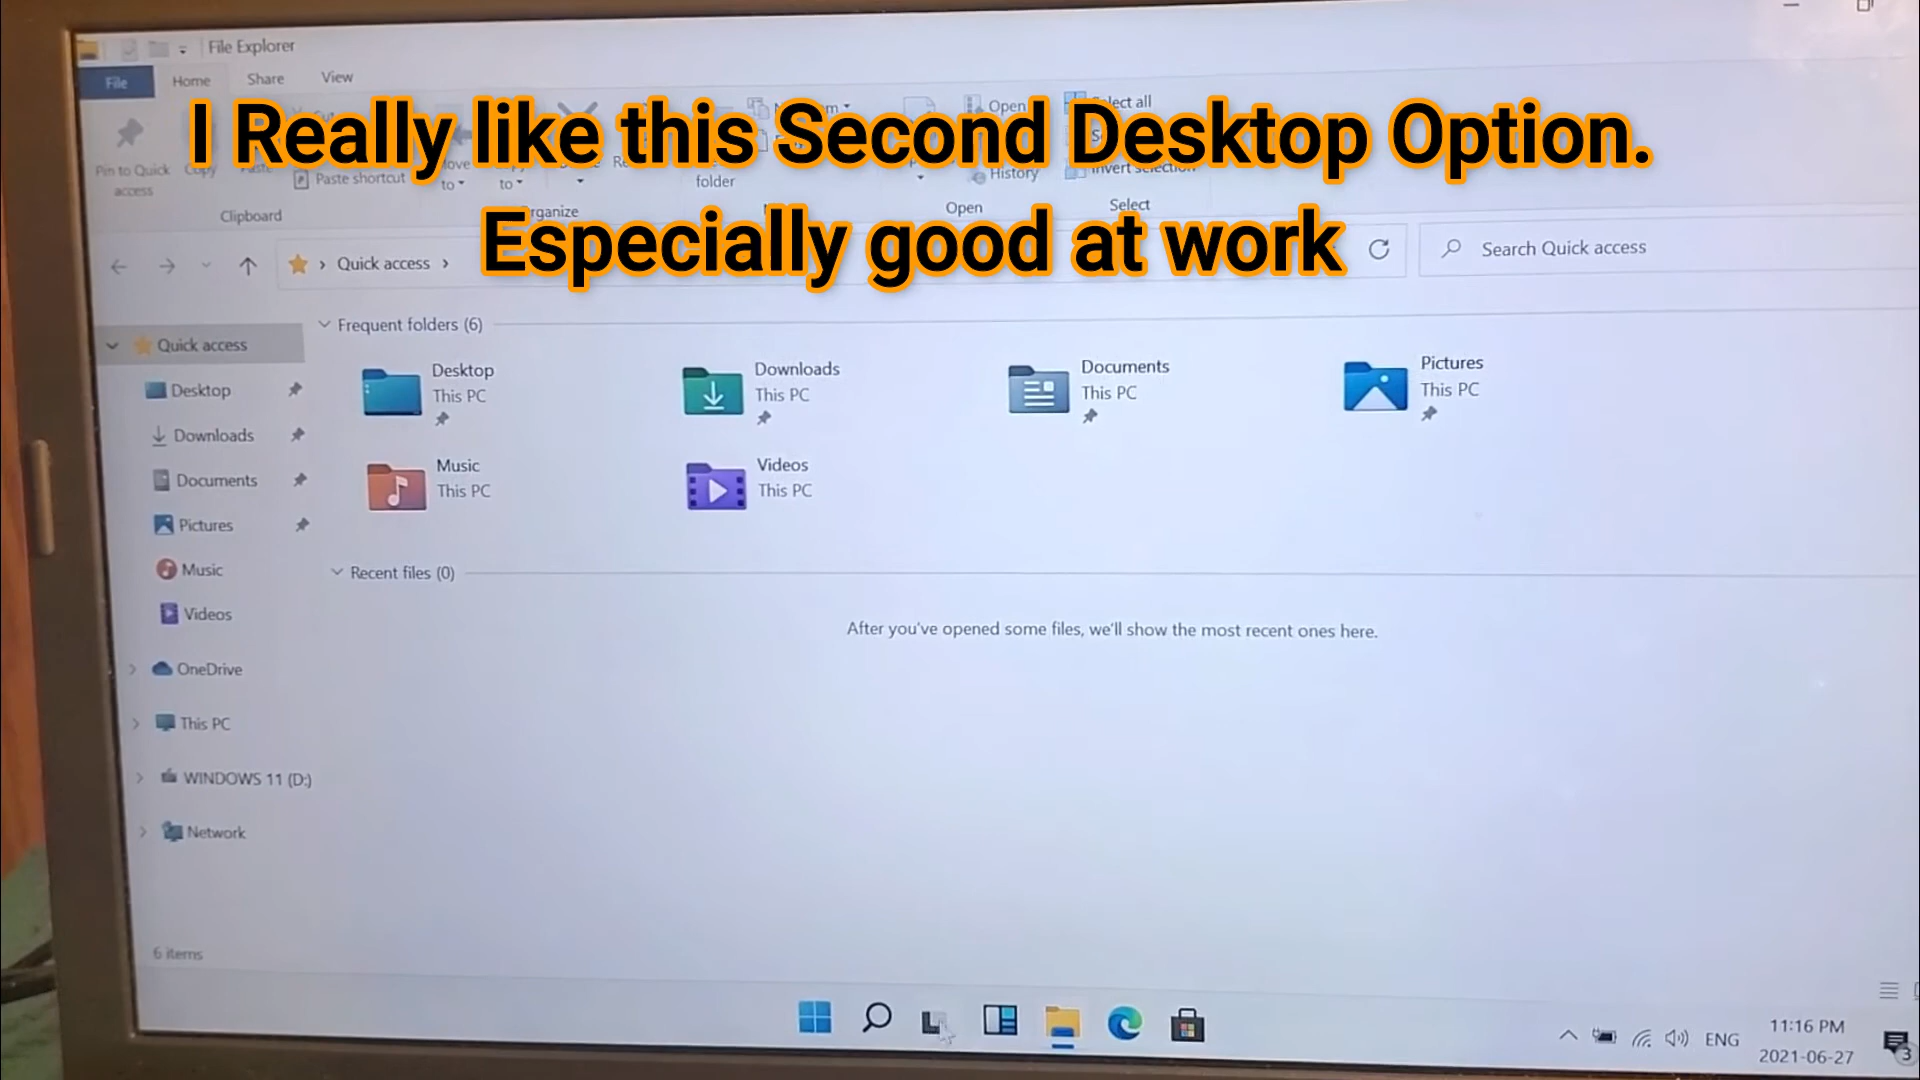 File Explorer
File Home Share View
I Really like this Second Desktop Option.
Especially good at work
Open
Select all
Pin to Quick access
Copy
Paste
Paste shortcut
to
to
folder
History
Invert selection
Clipboard
Organize
Open
Select
Quick access
Search Quick access
Quick access
Desktop
Downloads
Documents
Pictures
Music
Videos
OneDrive
This PC
WINDOWS 11 (D:)
Network
Frequent folders (6)
Desktop
This PC
Downloads
This PC
Documents
This PC
Pictures
This PC
Music
This PC
Videos
This PC
Recent files (0)
After you've opened some files, we'll show the most recent ones here.
6 items
ENG
11:16 PM
2021-06-27
3